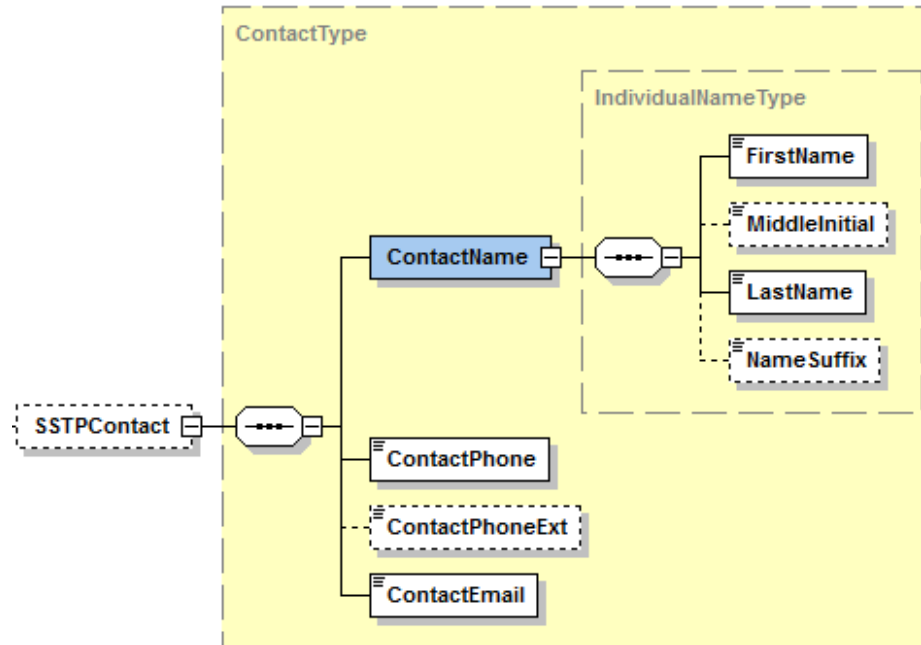 ContactType
IndividualNameType
FirstName
MiddleInitial
ContactName
LastName
NameSuffix
SSTPContact
ContactPhone
ContactPhoneExt
ContactEmail